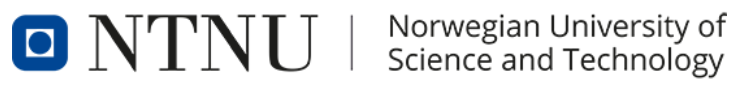 NTNU
Norwegian University of
Science and Technology